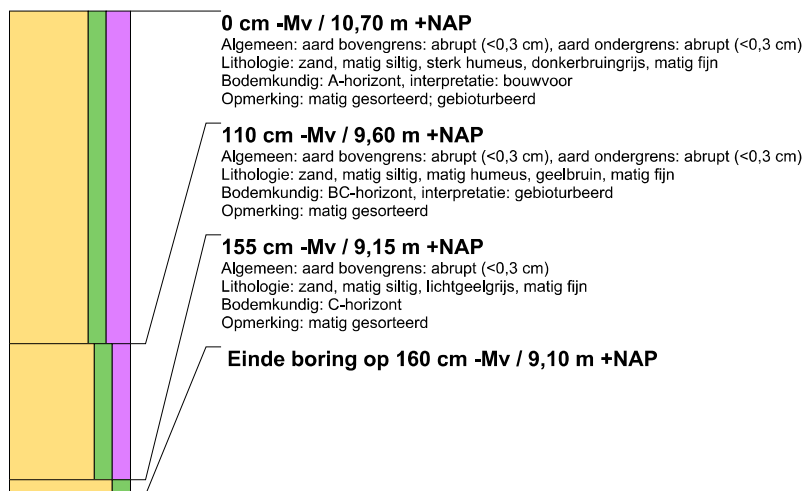 0 cm -Mv / 10,70 m +NAP
Algemeen: aard bovengrens: abrupt (<0,3 cm), aard ondergrens: abrupt (<0,3 cm)
Lithologie: zand, matig siltig, sterk humeus, donkerbruingrijs, matig fijn
Bodemkundig: A-horizont, interpretatie: bouwvoor
Opmerking: matig gesorteerd; gebioturbeerd
110 cm -Mv / 9,60 m +NAP
Algemeen: aard bovengrens: abrupt (<0,3 cm), aard ondergrens: abrupt (<0,3 cm)
Lithologie: zand, matig siltig, matig humeus, geelbruin, matig fijn
Bodemkundig: BC-horizont, interpretatie: gebioturbeerd
Opmerking: matig gesorteerd
155 cm -Mv / 9,15 m +NAP
Algemeen: aard bovengrens: abrupt (<0,3 cm)
Lithologie: zand, matig siltig, lichtgeelgrijs, matig fijn
Bodemkundig: C-horizont
Opmerking: matig gesorteerd
Einde boring op 160 cm -Mv / 9,10 m +NAP